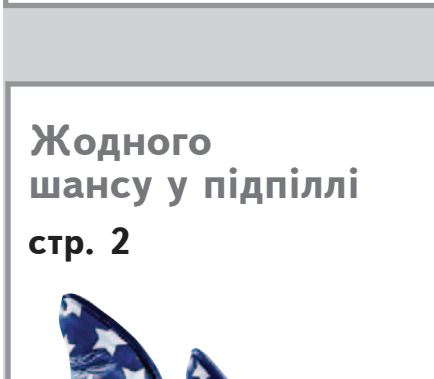 Жодного
шансу у підпіллі
стр. 2